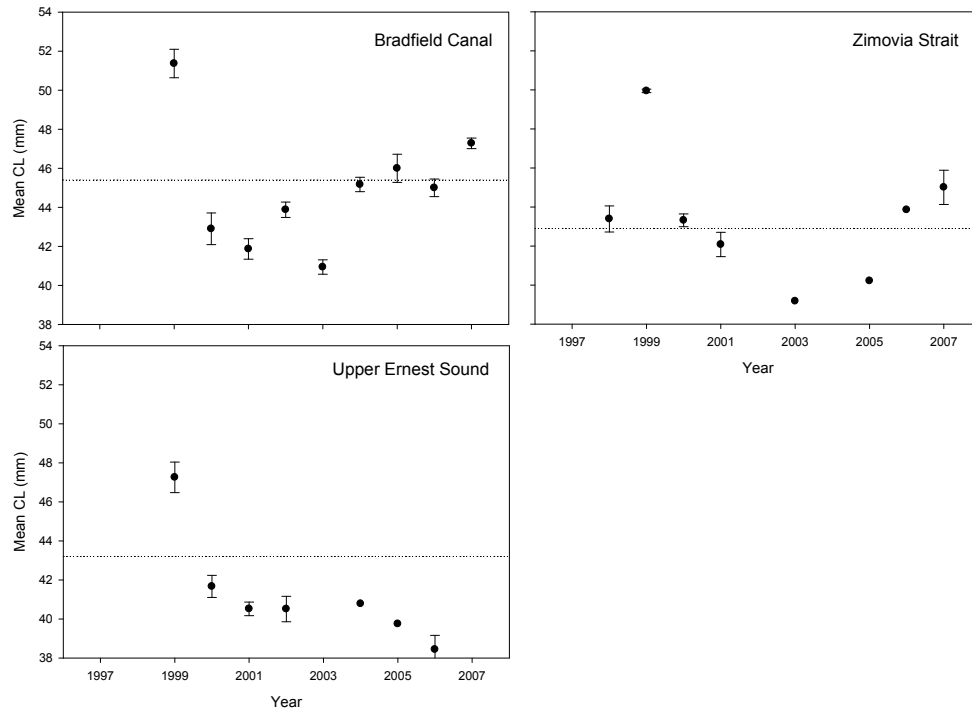 Bradfield Canal
54
52
50
48
46
44
42
40
38
Mean CL (mm)
Zimovia Strait
1997 1999 2001 2003 2005 2007
Year
Upper Ernest Sound
54
52
50
48
46
44
42
40
38
Mean CL (mm)
1997 1999 2001 2003 2005 2007
Year